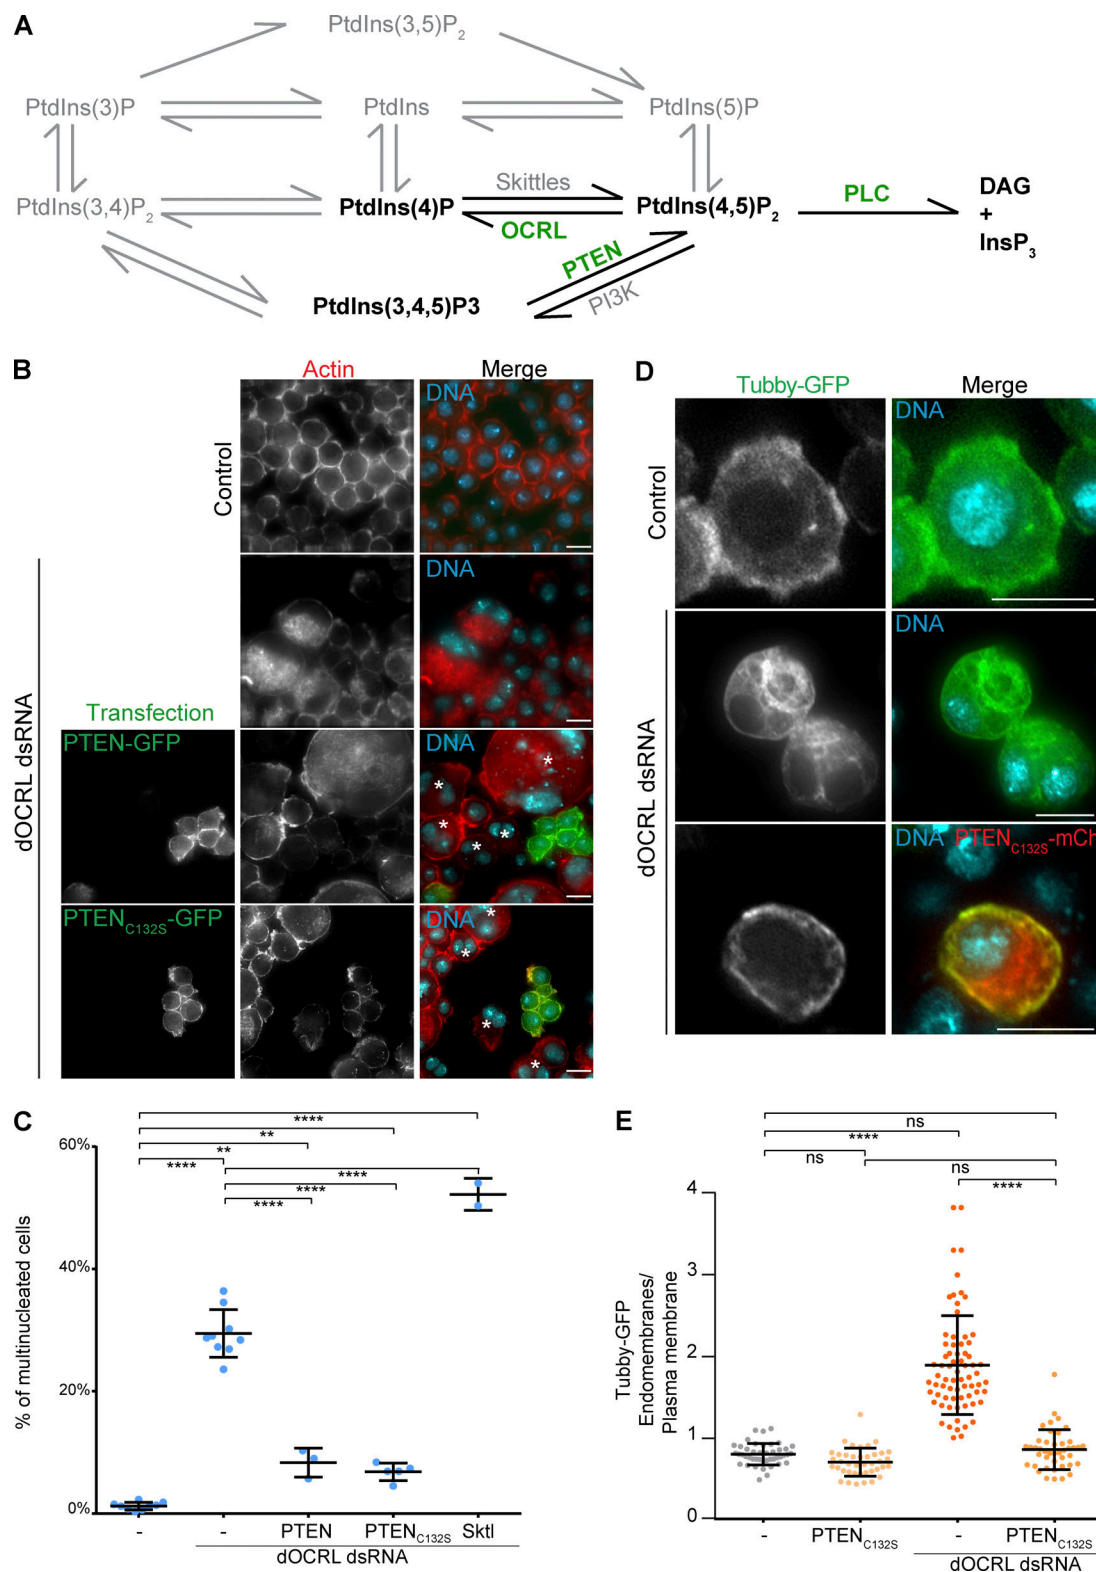 A
PtdIns(3,5)P2
PtdIns(3)P
PtdIns
PtdIns(5)P
PtdIns(3,4)P2
PtdIns(4)P
Skittles
OCRL
PtdIns(4,5)P2
PLC
DAG
+
InsP3
PTEN
PI3K
PtdIns(3,4,5)P3
B
Actin
Merge
Control
DNA
dOCRL dsRNA
DNA
Transfection
PTEN-GFP
DNA
* * * * *
PTENC132S-GFP
DNA
* * * *
D
Tubby-GFP
Merge
Control
DNA
dOCRL dsRNA
DNA
DNA PTENC132S-mCh
C
****
**
**
****
****
****
****
% of multinucleated cells
60%
40%
20%
0%
-
-
PTEN
PTENC132S
Sktl
dOCRL dsRNA
E
ns
****
ns
ns
****
Tubby-GFP
Endomembranes/
Plasma membrane
4
3
2
1
0
-
PTENC132S
-
PTENC132S
dOCRL dsRNA